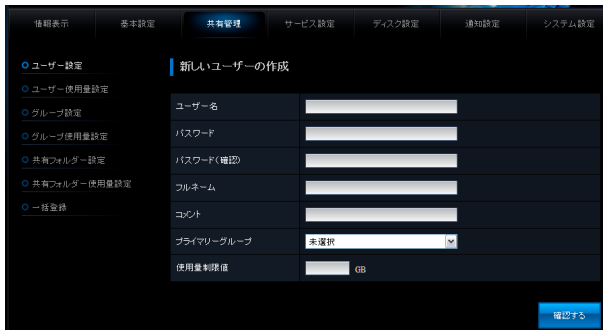 情報表示
基本設定
共有管理
サービス設定
ディスク設定
通知設定
システム設定
ユーザー設定
ユーザー使用量設定
グループ設定
グループ使用量設定
共有フォルダー設定
共有フォルダー使用量設定
一括登録
新しいユーザーの作成
ユーザー名
パスワード
パスワード(確認)
フルネーム
コメント
プライマリーグループ
未選択
使用量制限値
GB
確認する